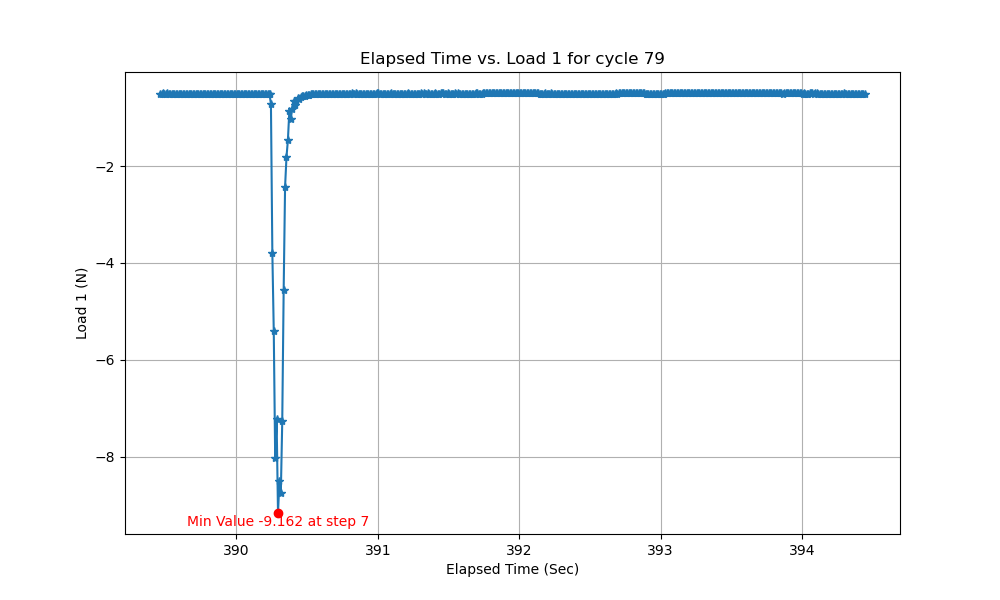 Elapsed Time vs. Load 1 for cycle 79
Load 1 (N)
−2
−4
−6
−8
Min Value -9.162 at step 7
390 391 392 393 394
Elapsed Time (Sec)